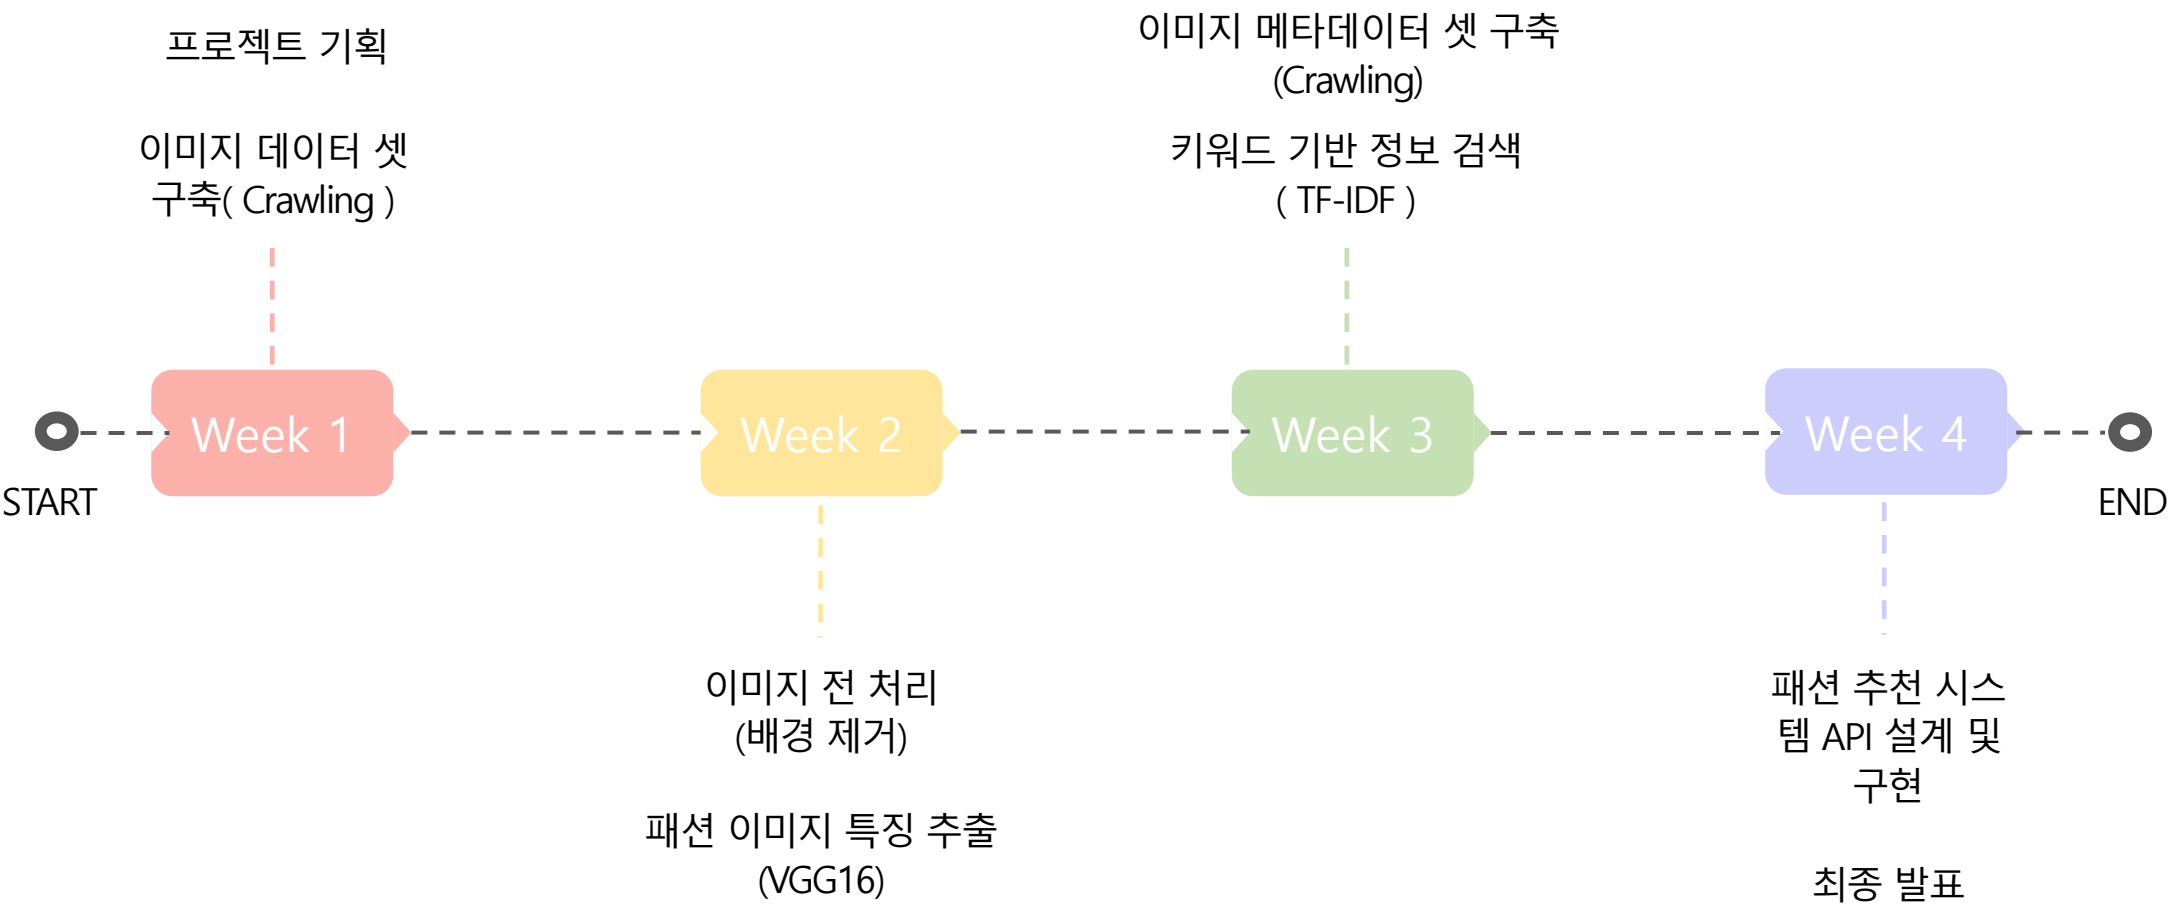 프로젝트 기획
이미지 데이터 셋
구축( Crawling )
이미지 메타데이터 셋 구축
(Crawling)
키워드 기반 정보 검색
( TF-IDF )
START
Week 1
Week 2
Week 3
Week 4
END
이미지 전 처리
(배경 제거)
패션 이미지 특징 추출
(VGG16)
패션 추천 시스
템 API 설계 및
구현
최종 발표